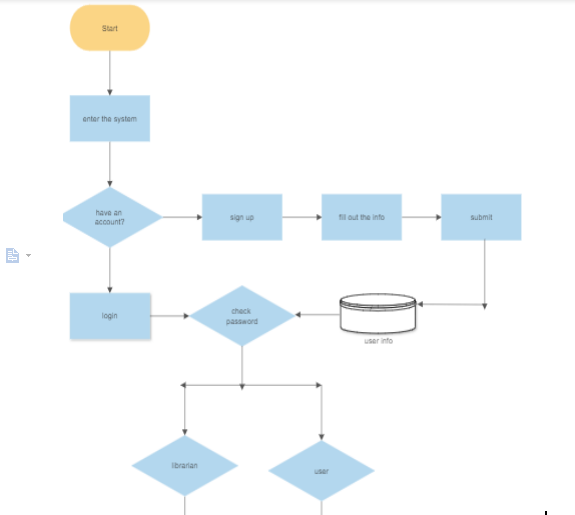 Start
enter the system
have an
account?
sign up
fill out the info
submit
login
check
password
user info
librarian
user